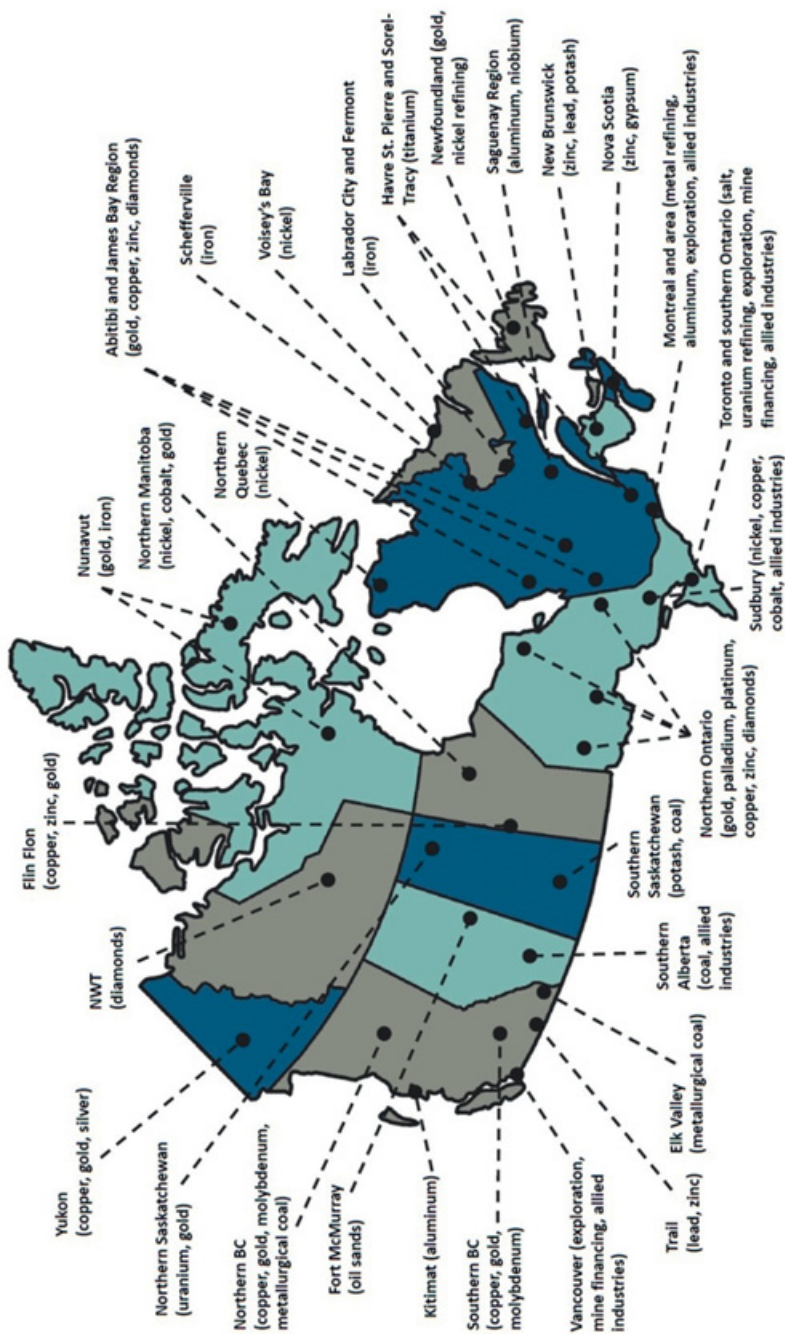 Yukon
(copper, gold, silver)
NWT
(diamonds)
Flin Flon
(copper, zinc, gold)
Nunavut
(gold, iron)
Northern Manitoba
(nickel, cobalt, gold)
Northern
Quebec
(nickel)
Abitibi and James Bay Region
(gold, copper, zinc, diamonds)
Schefferville
(iron)
Voisey's Bay
(nickel)
Labrador City and Fermont
(iron)
Havre St. Pierre and Sorel-
Tracy (titanium)
Newfoundland (gold,
nickel refining)
Saguenay Region
(aluminum, niobium)
New Brunswick
(zinc, lead, potash)
Nova Scotia
(zinc, gypsum)
Montreal and area (metal refining,
aluminum, exploration, allied industries)
Toronto and southern Ontario (salt,
uranium refining, exploration, mine
financing, allied industries)
Sudbury (nickel, copper,
cobalt, allied industries)
Northern Ontario
(gold, palladium, platinum,
copper, zinc, diamonds)
Southern
Saskatchewan
(potash, coal)
Southern
Alberta
(coal, allied
industries)
Elk Valley
(metallurgical coal)
Trail
(lead, zinc)
Vancouver (exploration,
mine financing, allied
industries)
Southern BC
(copper, gold,
molybdenum)
Kitimat (aluminum)
Fort McMurray
(oil sands)
Northern BC
(copper, gold, molybdenum,
metallurgical coal)
Northern Saskatchewan
(uranium, gold)